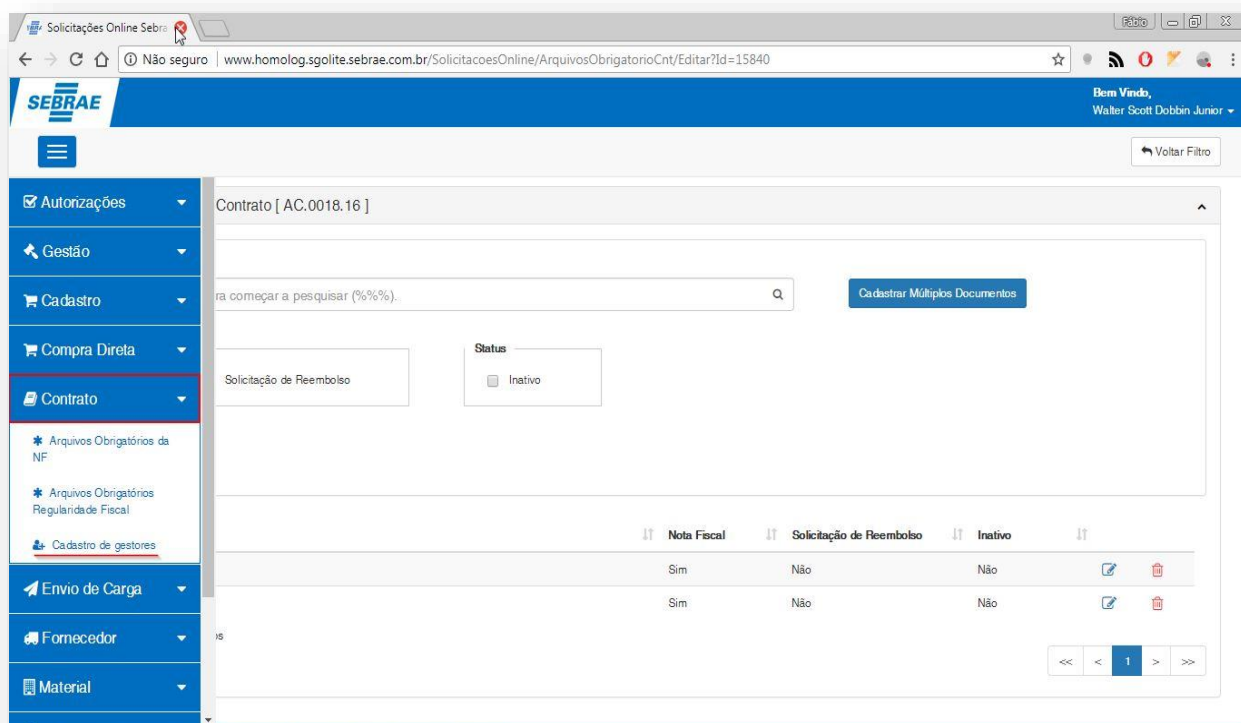 Solicitações Online Sebra
Fábio
Não seguro | www.homolog.sgolite.sebrae.com.br/SolicitacoesOnline/ArquivosObrigatorioCnt/Editar?Id=15840
SEBRAE
Bem Vindo,
Walter Scott Dobbin Junior
Voltar Filtro
Autorizações
Contrato [ AC.0018.16 ]
Gestão
Cadastro
ra começar a pesquisar (%%%).
Cadastrar Múltiplos Documentos
Compra Direta
Status
Solicitação de Reembolso
Inativo
Contrato
Arquivos Obrigatórios da
NF
Arquivos Obrigatórios
Regularidade Fiscal
Cadastro de gestores
Nota Fiscal Solicitação de Reembolso Inativo
Sim Não Não
Sim Não Não
Envio de Carga
Fornecedor
os
<< < 1 > >>
Material